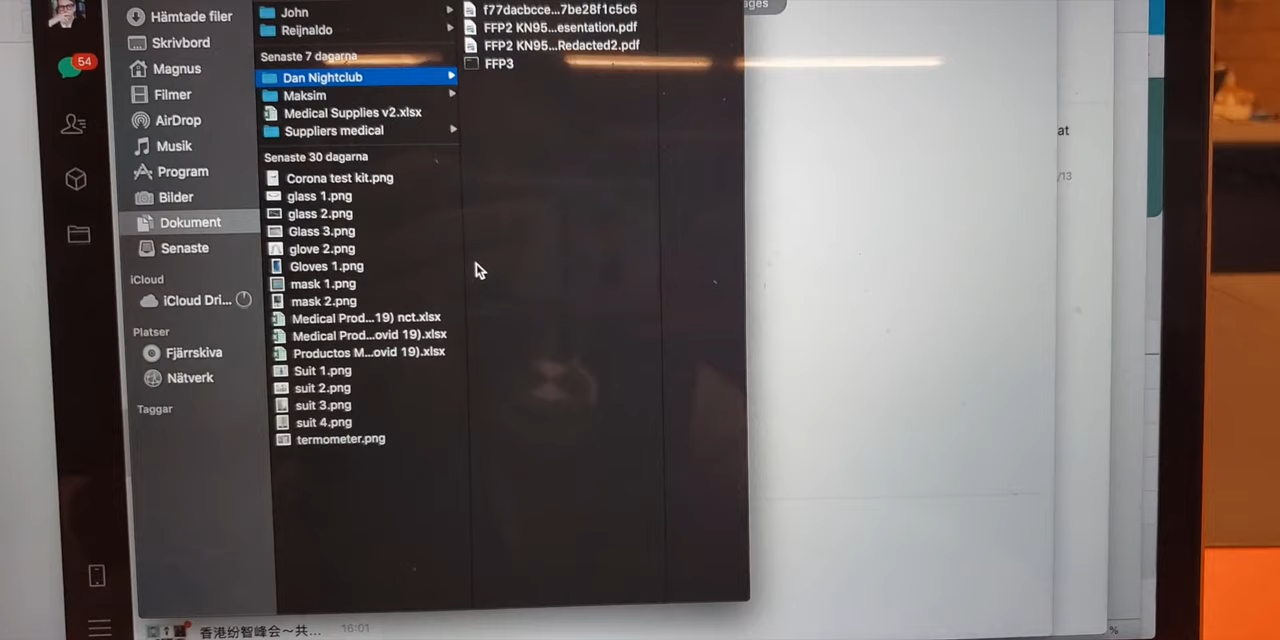 Hämtade filer
Skrivbord
54
Magnus
Filmer
AirDrop
Musik
Program
Bilder
Dokument
Senaste
iCloud
iCloud Dri...
Platser
Fjärrskiva
Nätverk
Taggar
John
Reijnaldo
Senaste 7 dagarna
Dan Nightclub
Maksim
Medical Supplies v2.xlsx
Suppliers medical
Senaste 30 dagarna
Corona test kit.png
glass 1.png
glass 2.png
Glass 3.png
glove 2.png
Gloves 1.png
mask 1.png
mask 2.png
Medical Prod...19) nct.xlsx
Medical Prod...ovid 19).xlsx
Productos M...ovid 19).xlsx
Suit 1.png
suit 2.png
suit 3.png
suit 4.png
termometer.png
f77dacbcce...7be28f1c5c6
FFP2 KN95...esentation.pdf
FFP2 KN95...Redacted2.pdf
FFP3
ages
at
/13
香港纷智峰会～共... 16:01
%